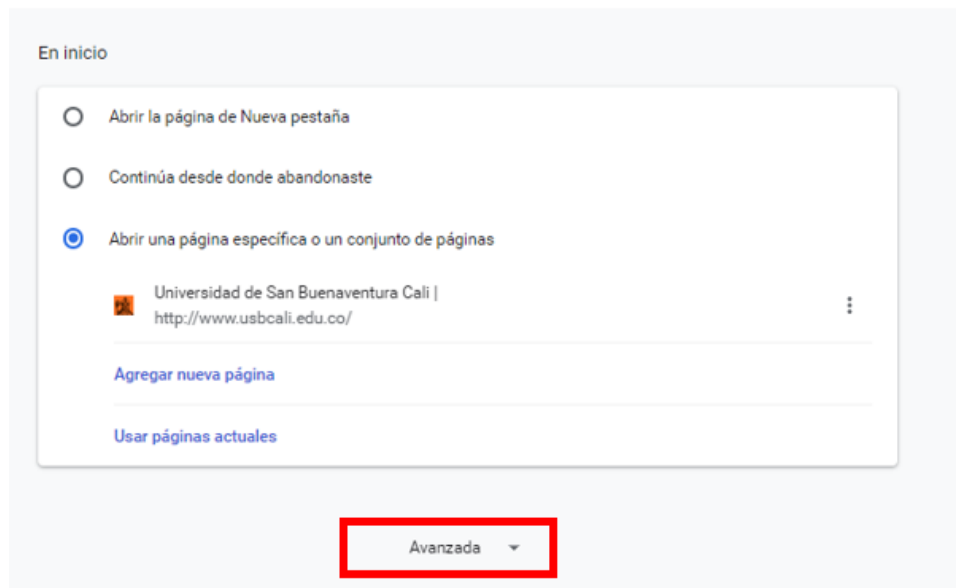 En inicio
Abrir la página de Nueva pestaña
Continúa desde donde abandonaste
Abrir una página específica o un conjunto de páginas
Universidad de San Buenaventura Cali |
http://www.usbcali.edu.co/
Agregar nueva página
Usar páginas actuales
Avanzada